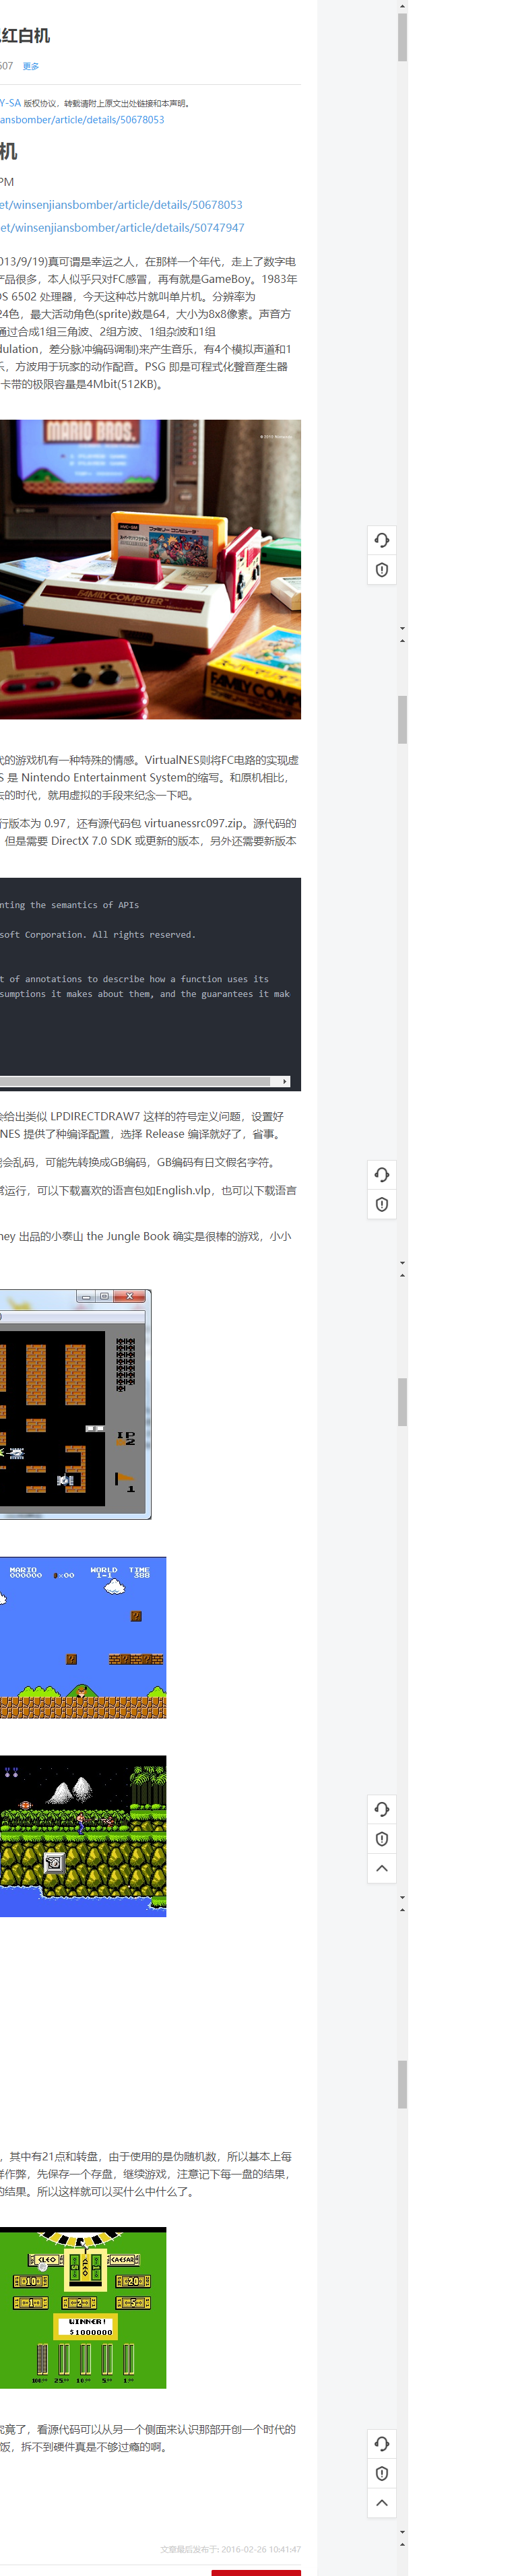 红白机
607 更多
Y-SA 版权协议，转载请附上原文出处链接和本声明。
ansbomber/article/details/50678053
机
PM
et/winsenjiansbomber/article/details/50678053
et/winsenjiansbomber/article/details/50747947
013/9/19)真可谓是幸运之人，在那样一个年代，走上了数字电
产品很多，本人似乎只对FC感冒，再有就是GameBoy。1983年
OS 6502 处理器，今天这种芯片就叫单片机。分辨率为
24色，最大活动角色(sprite)数是64，大小为8x8像素。声音方
通过合成1组三角波、2组方波、1组杂波和1组
dulation，差分脉冲编码调制)来产生音乐，有4个模拟声道和1
乐，方波用于玩家的动作配音。PSG 即是可程式化聲音產生器
卡带的极限容量是4Mbit(512KB)。
MARIO BROS.
FAMILY COMPUTER
FAMILY COMP
代的游戏机有一种特殊的情感。VirtualNES则将FC电路的实现虚
S 是 Nintendo Entertainment System的缩写。和原机相比，
去的时代，就用虚拟的手段来纪念一下吧。
行版本为 0.97，还有源代码包 virtuanessrc097.zip。源代码的
但是需要 DirectX 7.0 SDK 或更新的版本，另外还需要新版本
nting the semantics of APIs
soft Corporation. All rights reserved.
t of annotations to describe how a function uses its
sumptions it makes about them, and the guarantees it mak
会给出类似 LPDIRECTDRAW7 这样的符号定义问题，设置好
NES 提供了种编译配置，选择 Release 编译就好了，省事。
能会乱码，可能先转换成GB编码，GB编码有日文假名字符。
常运行，可以下载喜欢的语言包如English.vlp，也可以下载语言
ney 出品的小泰山 the Jungle Book 确实是很棒的游戏，小小
IP
2
1
MARIO WORLD TIME
000000 ×00 1-1 388
，其中有21点和转盘，由于使用的是伪随机数，所以基本上每
样作弊，先保存一个存盘，继续游戏，注意记下每一盘的结果，
的结果。所以这样就可以买什么中什么了。
CLEO CLEO CAESAR
10 20
1 2 5
WINNER!
$1000000
究竟了，看源代码可以从另一个侧面来认识那部开创一个时代的
饭，拆不到硬件真是不够过瘾的啊。
文章最后发布于: 2016-02-26 10:41:47